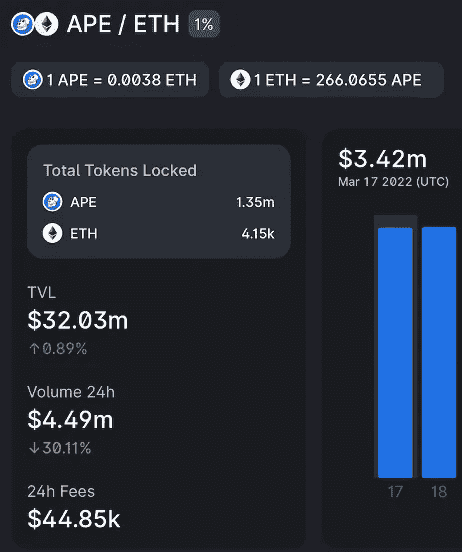 APE / ETH 1%
1 APE = 0.0038 ETH 1 ETH = 266.0655 APE
Total Tokens Locked
APE 1.35m
ETH 4.15k
TVL
$32.03m
↑0.89%
Volume 24h
$4.49m
↓30.11%
24h Fees
$44.85k
$3.42m
Mar 17 2022 (UTC)
17 18